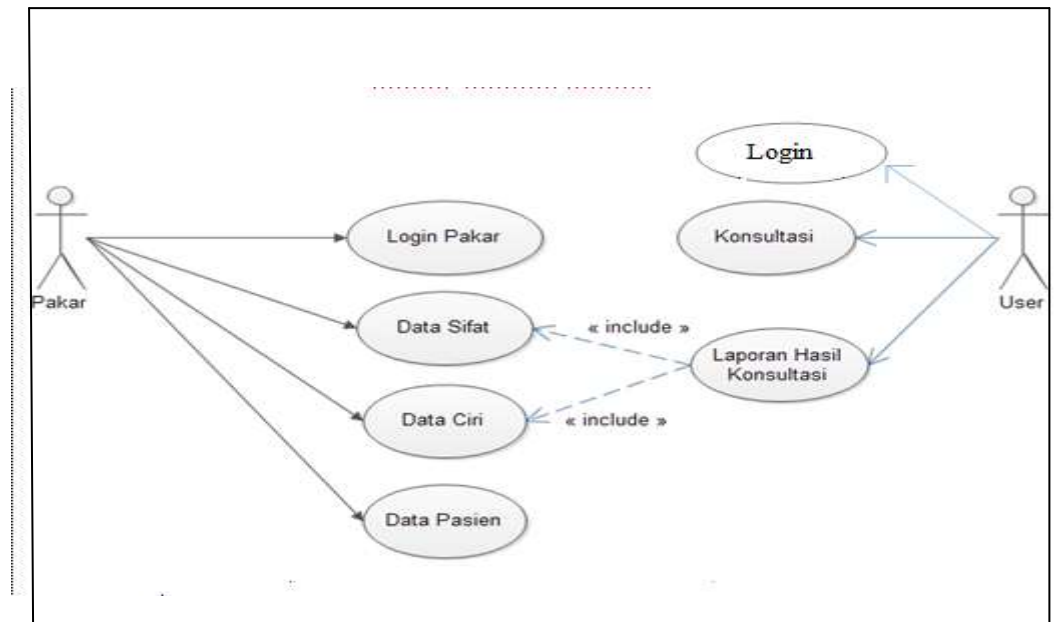 Login
Login Pakar
Konsultasi
Pakar
User
Data Sifat
« include »
Laporan Hasil
Konsultasi
Data Ciri
« include »
Data Pasien